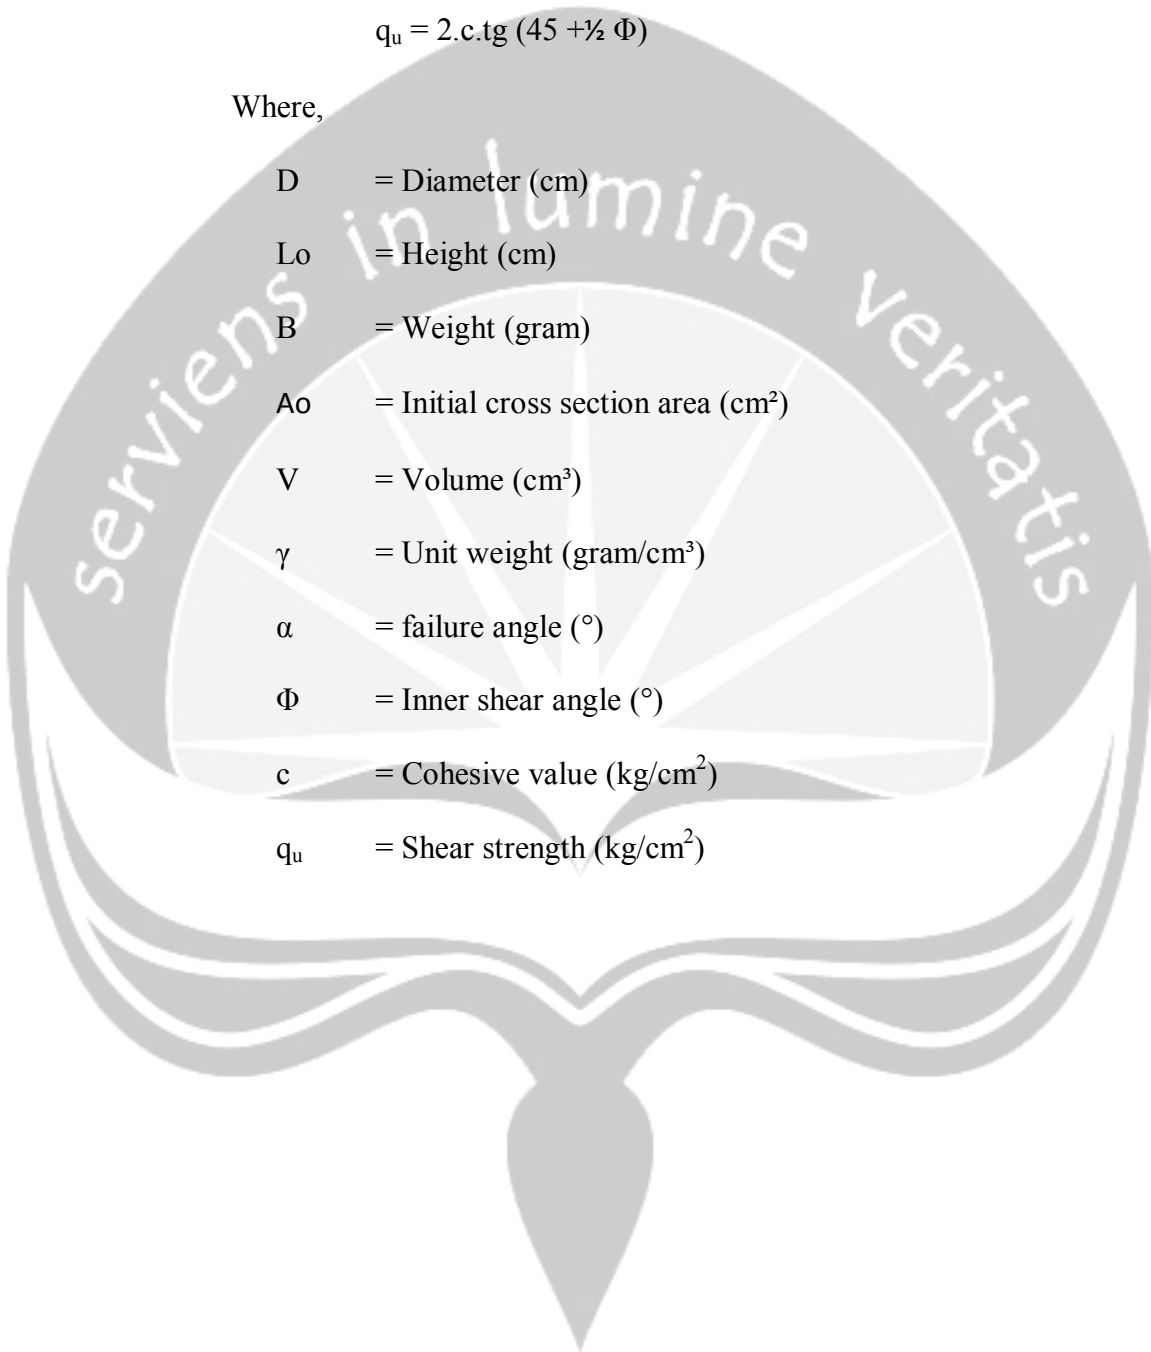 qᵤ = 2.c.tg (45 +½ Φ)
Where,
D = Diameter (cm)
Lo = Height (cm)
B = Weight (gram)
Ao = Initial cross section area (cm²)
V = Volume (cm³)
γ = Unit weight (gram/cm³)
α = failure angle (°)
Φ = Inner shear angle (°)
c = Cohesive value (kg/cm²)
qᵤ = Shear strength (kg/cm²)
serviens in lumine veritatis